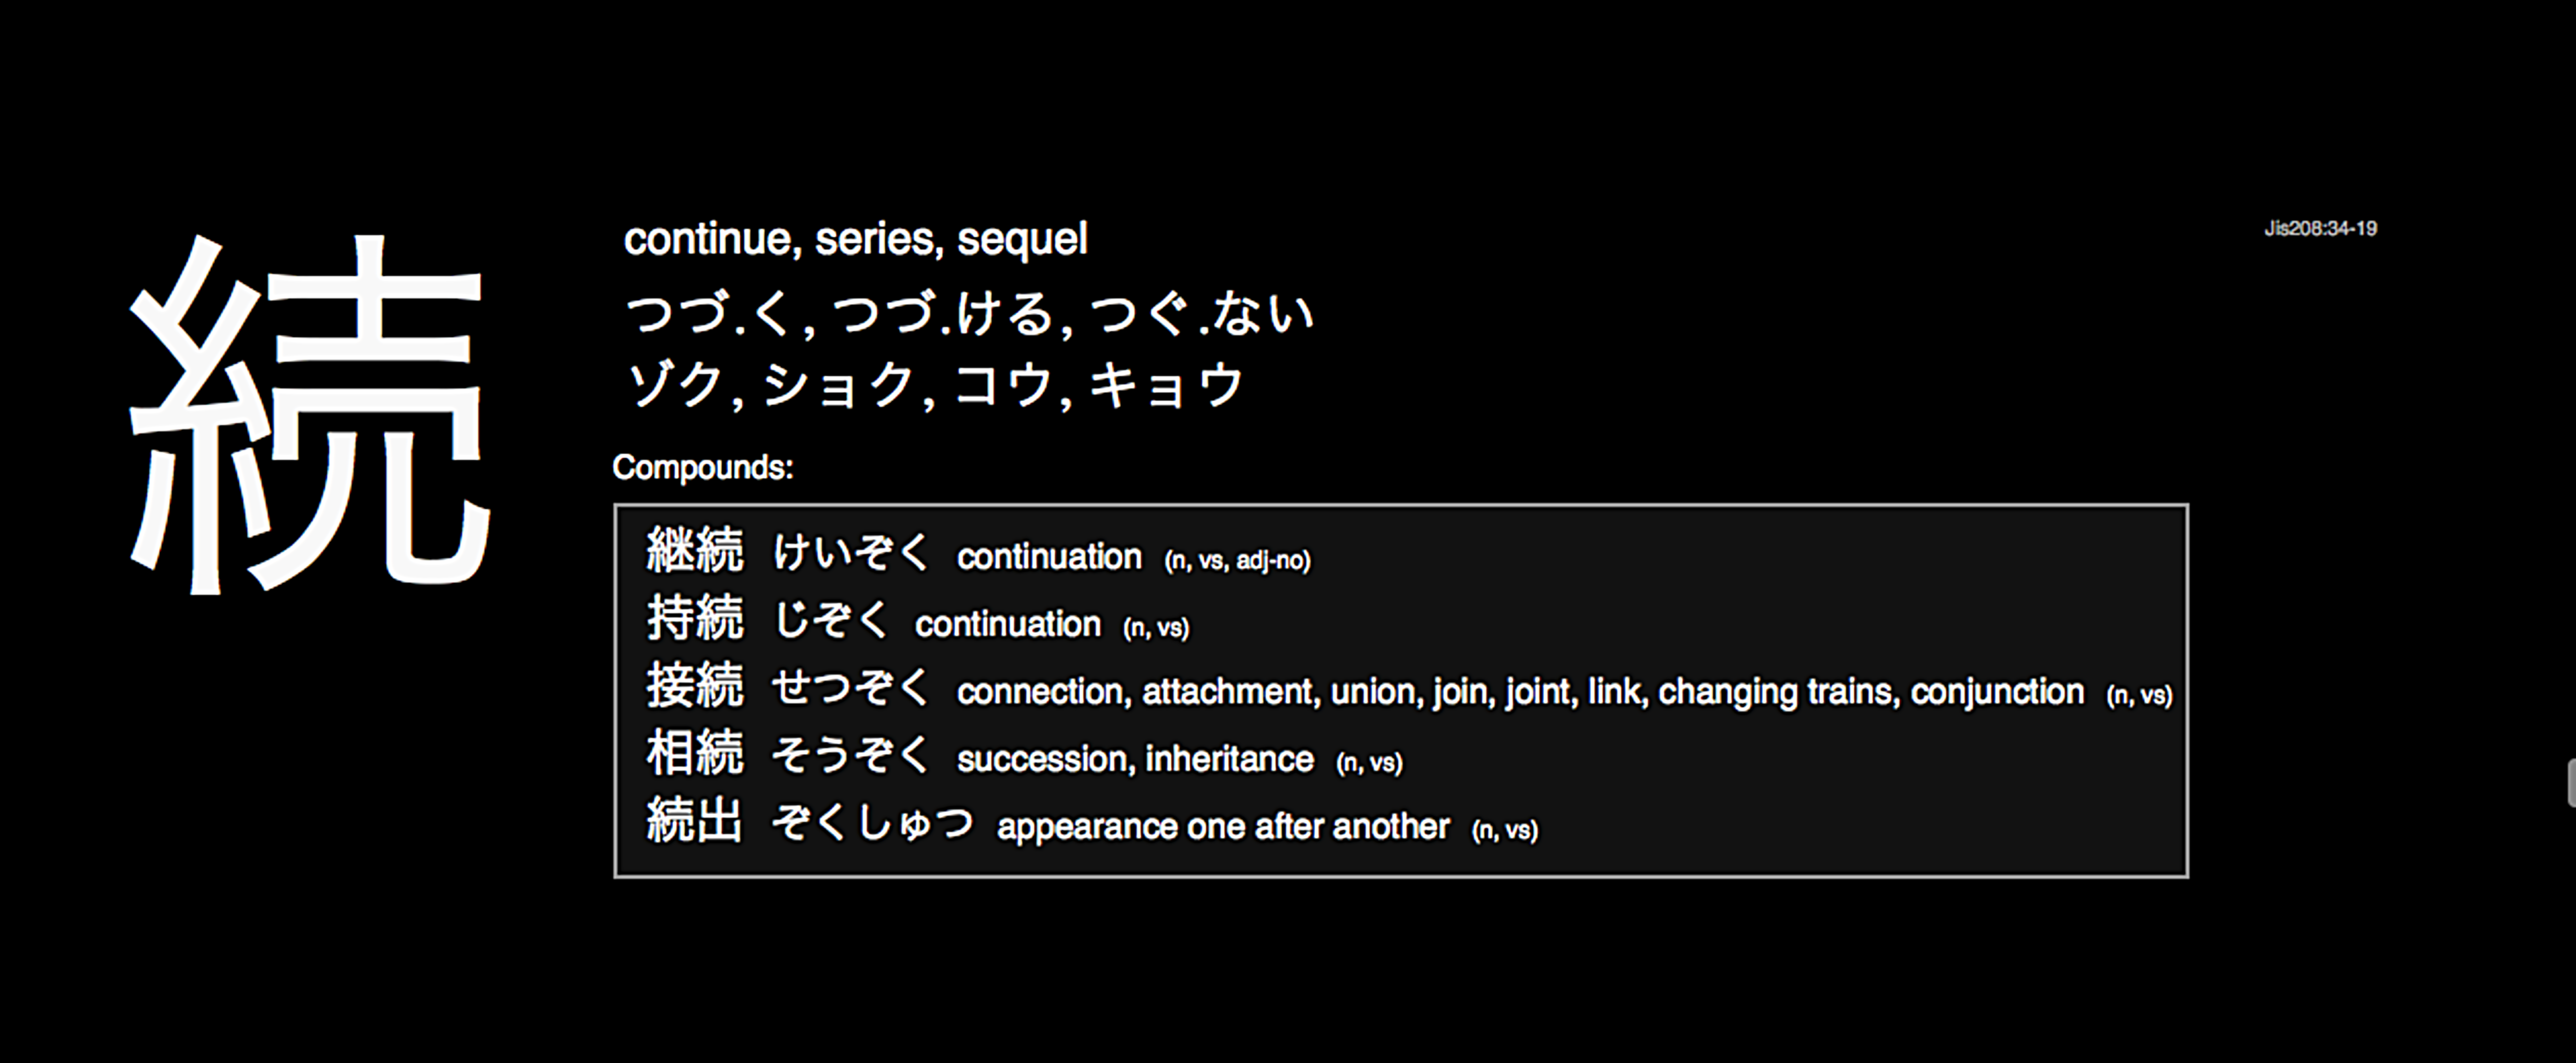 続
continue, series, sequel
Jis208:34-19
つづ.く, つづ.ける, つぐ.ない
ゾク, ショク, コウ, キョウ
Compounds:
継続 けいぞく continuation (n, vs, adj-no)
持続 じぞく continuation (n, vs)
接続 せつぞく connection, attachment, union, join, joint, link, changing trains, conjunction (n, vs)
相続 そうぞく succession, inheritance (n, vs)
続出 ぞくしゅつ appearance one after another (n, vs)